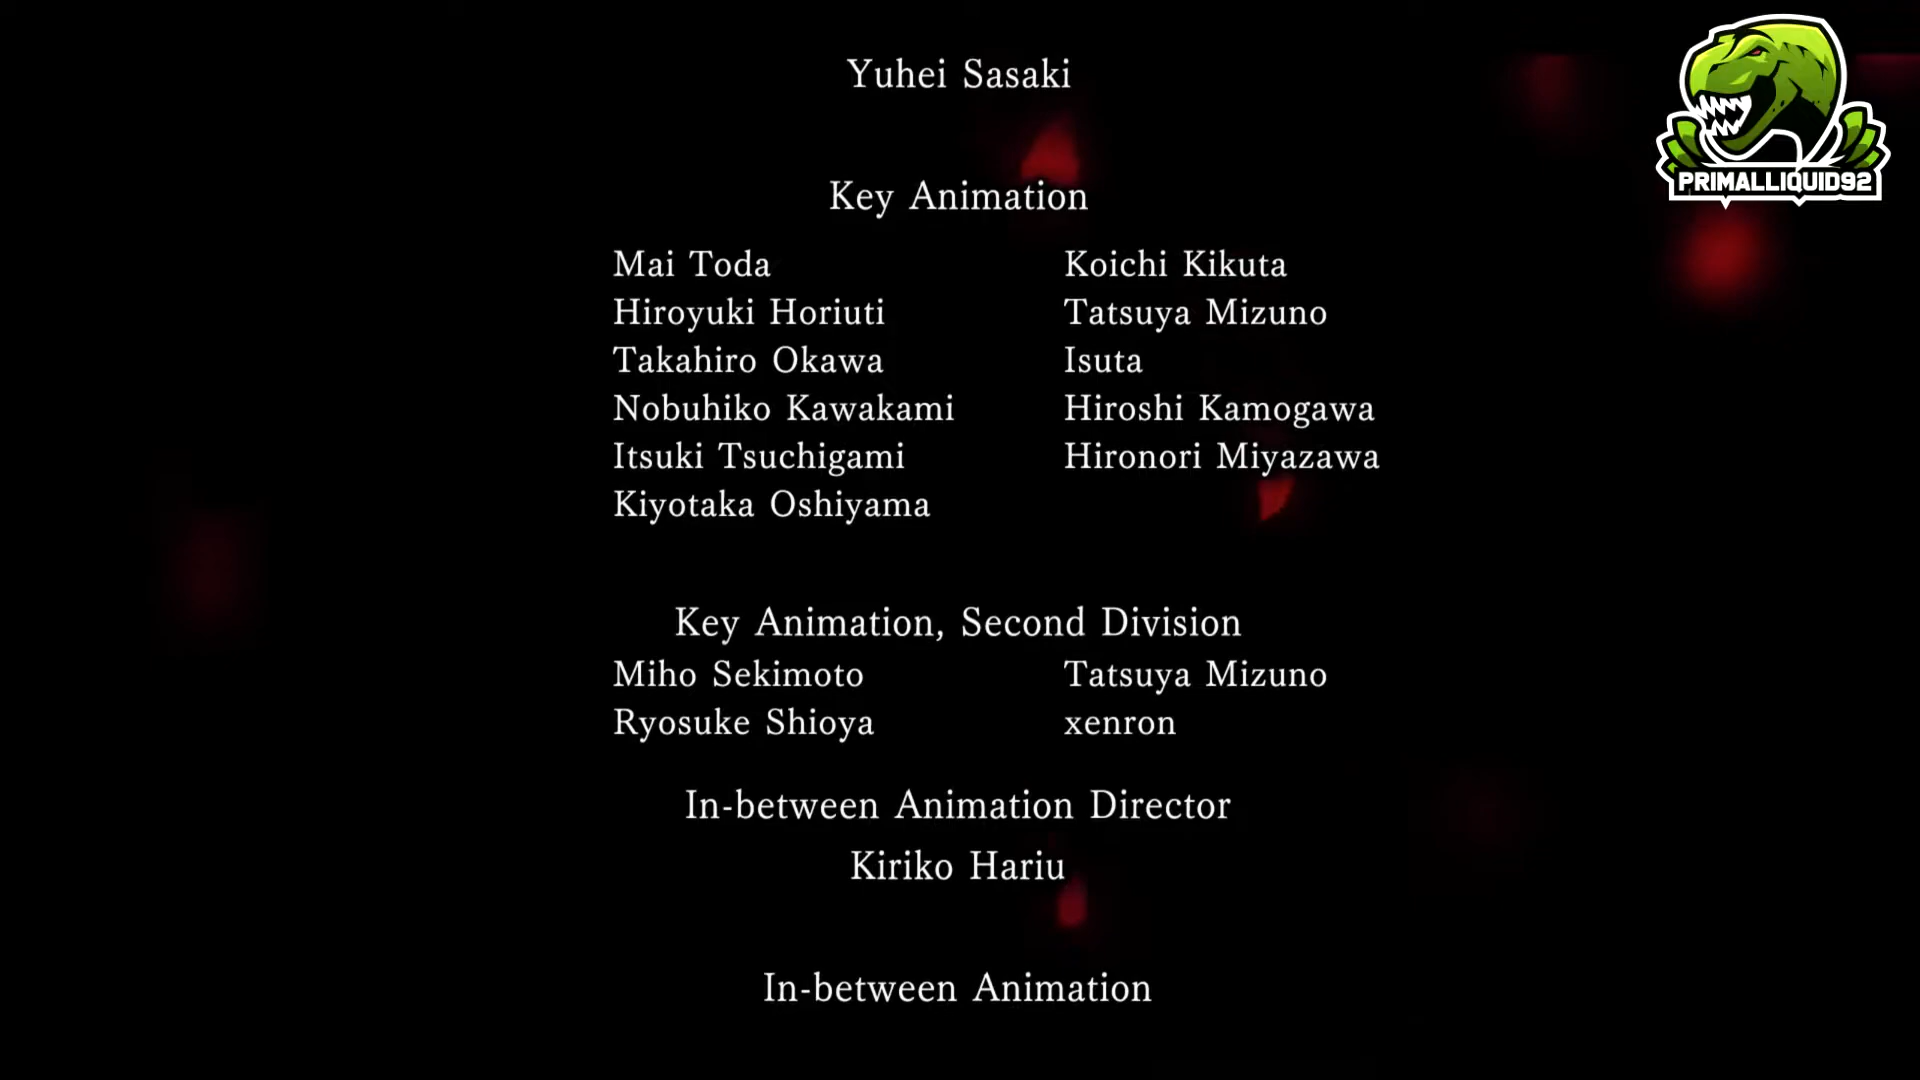 Yuhei Sasaki
PRIMALLIQUID92
Key Animation
Mai Toda
Koichi Kikuta
Hiroyuki Horiuti
Tatsuya Mizuno
Takahiro Okawa
Isuta
Nobuhiko Kawakami
Hiroshi Kamogawa
Itsuki Tsuchigami
Hironori Miyazawa
Kiyotaka Oshiyama
Key Animation, Second Division
Miho Sekimoto
Tatsuya Mizuno
Ryosuke Shioya
xenron
In-between Animation Director
Kiriko Hariu
In-between Animation